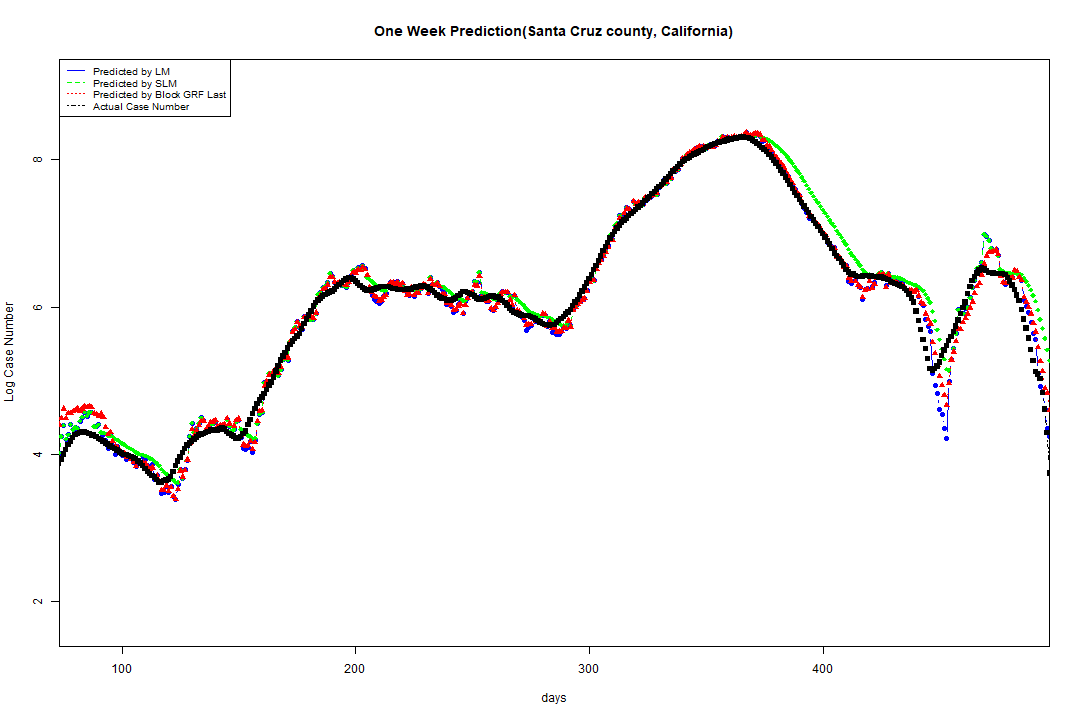 One Week Prediction(Santa Cruz county, California)
Predicted by LM
Predicted by SLM
Predicted by Block GRF Last
Actual Case Number
Log Case Number
8
6
4
2
100
200
300
400
days